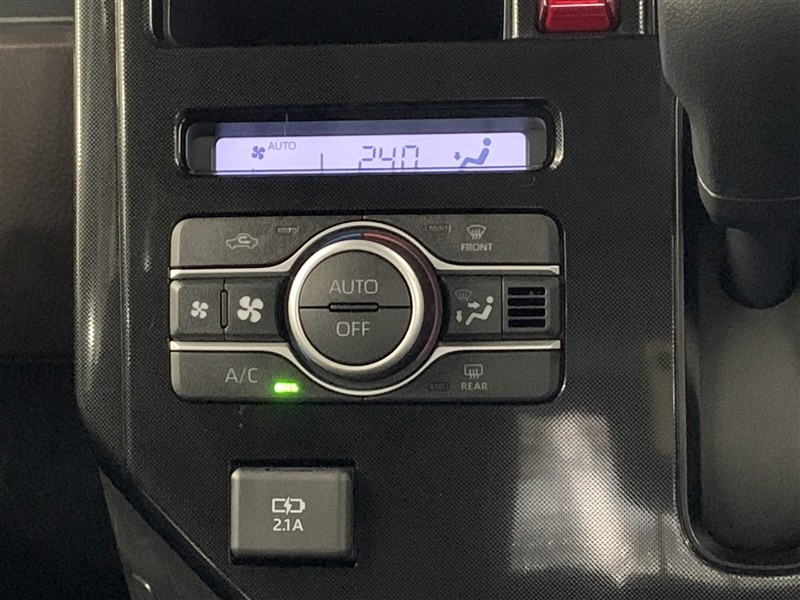 AUTO
24.0
FRONT
AUTO
OFF
A/C
REAR
2.1A